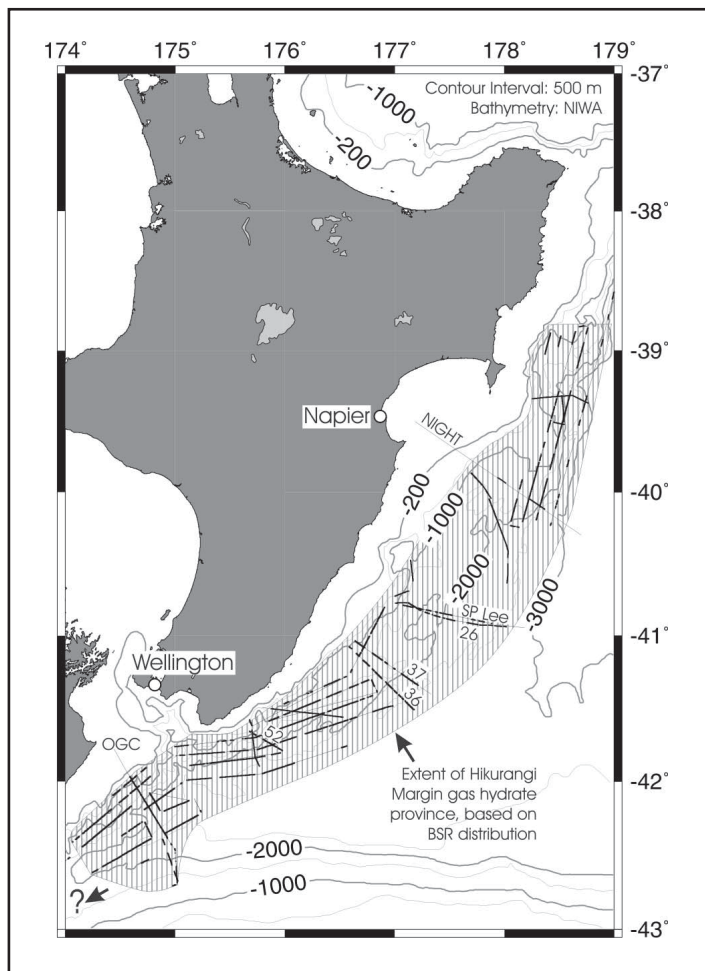 174° 175° 176° 177° 178° 179°
-37°
Contour Interval: 500 m
Bathymetry: NIWA
-1000
-200
-38°
-39°
Napier
NIGHT
-200
-1000
-40°
-2000
-3000
SP Lee
26
-41°
Wellington
37
36
52
OGC
-42°
Extent of Hikurangi
Margin gas hydrate
province, based on
BSR distribution
-2000
?
-1000
-43°